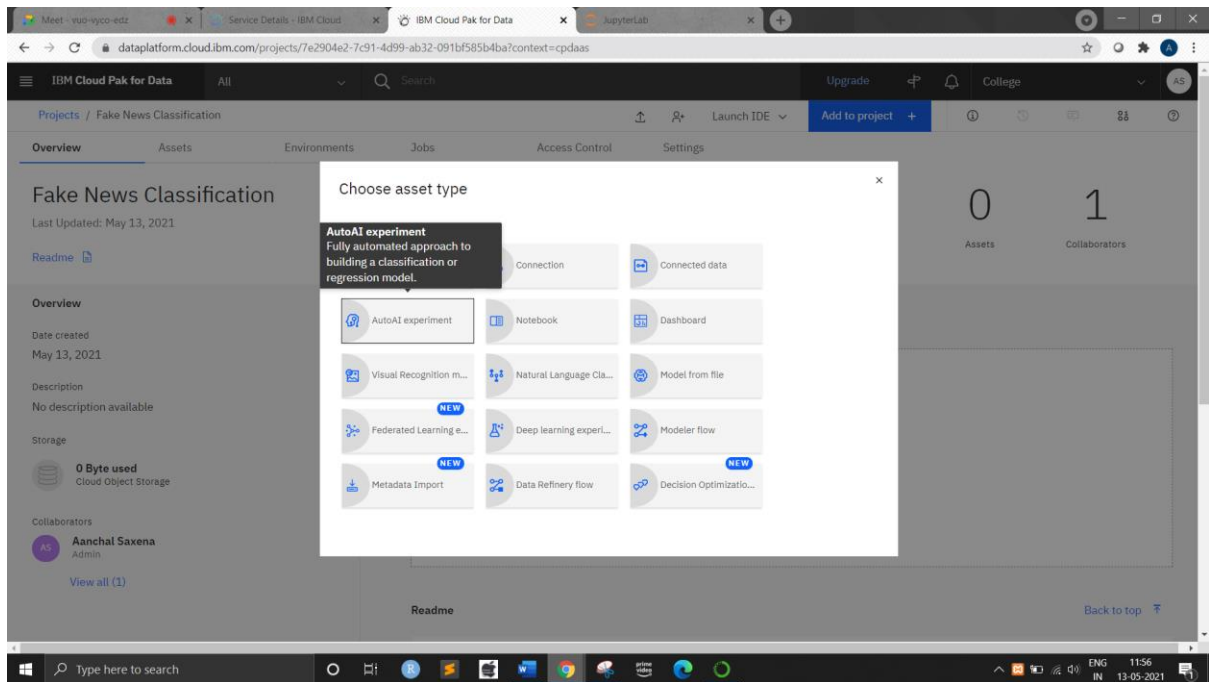 Meet - vuo-vyco-edz
Service Details - IBM Cloud
IBM Cloud Pak for Data
JupyterLab
dataplatform.cloud.ibm.com/projects/7e2904e2-7c91-4d99-ab32-091bf585b4ba?context=cpdaas
A
IBM Cloud Pak for Data
All
Search
Upgrade
College
AS
Projects / Fake News Classification
Launch IDE
Add to project +
Overview
Assets
Environments
Jobs
Access Control
Settings
Fake News Classification
Last Updated: May 13, 2021
Readme
0
Assets
1
Collaborators
Overview
Date created
May 13, 2021
Description
No description available
Storage
0 Byte used
Cloud Object Storage
Collaborators
AS
Aanchal Saxena
Admin
View all (1)
Choose asset type
AutoAI experiment
Fully automated approach to
building a classification or
regression model.
Connection
Connected data
AutoAI experiment
Notebook
Dashboard
Visual Recognition m...
Natural Language Cla...
Model from file
NEW
Federated Learning e...
Deep learning experi...
Modeler flow
NEW
NEW
Metadata Import
Data Refinery flow
Decision Optimizatio...
Readme
Back to top
Type here to search
R
prime
video
ENG
IN
11:56
13-05-2021
1